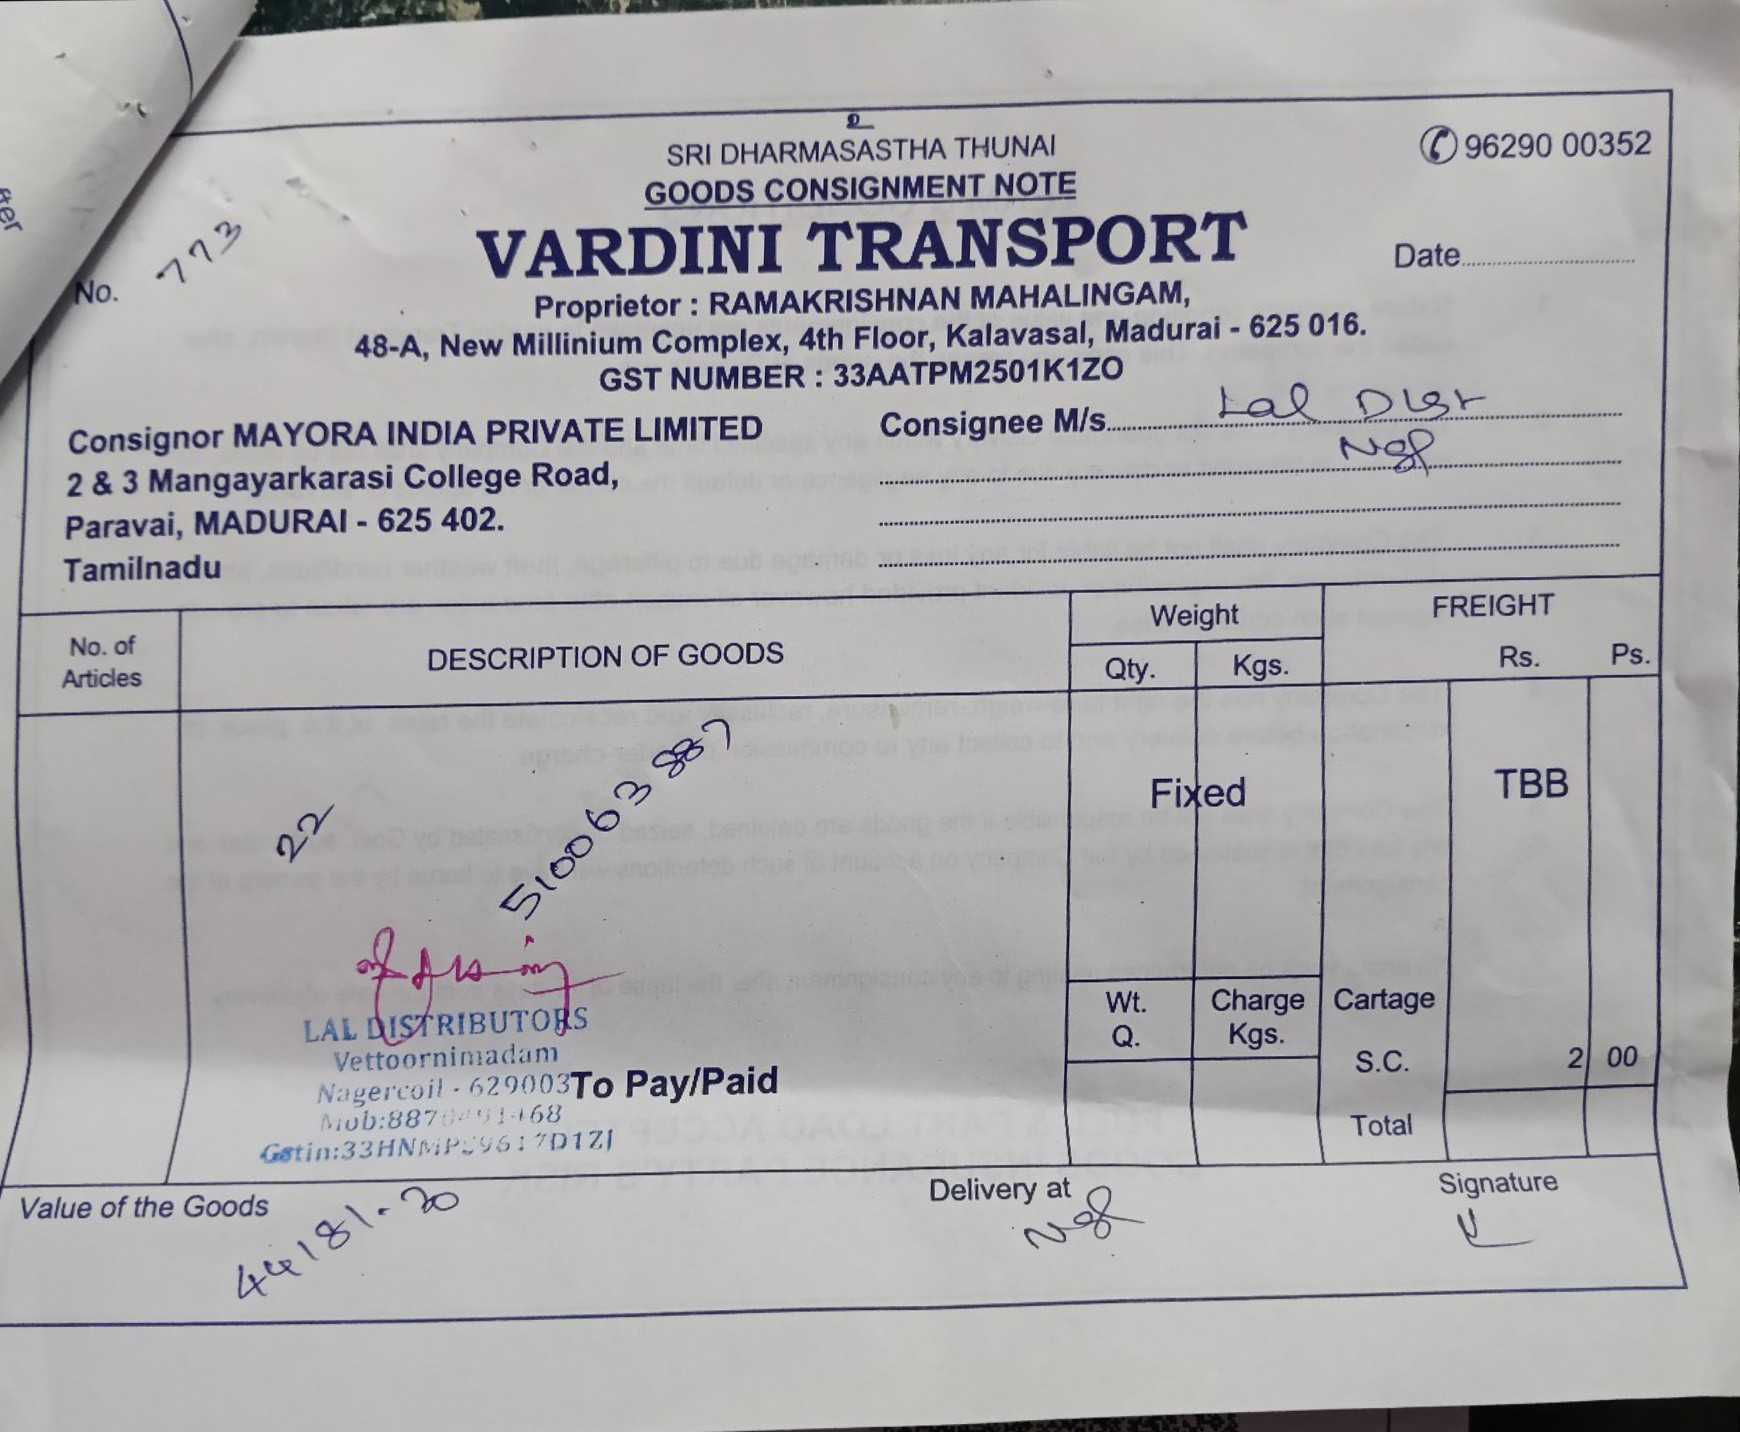 உ
SRI DHARMASASTHA THUNAI
96290 00352
GOODS CONSIGNMENT NOTE
VARDINI TRANSPORT
No. 773
Date
Proprietor : RAMAKRISHNAN MAHALINGAM,
48-A, New Millinium Complex, 4th Floor, Kalavasal, Madurai - 625 016.
GST NUMBER : 33AATPM2501K1ZO
Consignor MAYORA INDIA PRIVATE LIMITED
2 & 3 Mangayarkarasi College Road,
Paravai, MADURAI - 625 402.
Tamilnadu
Consignee M/s. Lal Distr
Ngl
No. of
Articles
DESCRIPTION OF GOODS
Weight
Qty. Kgs.
FREIGHT
Rs. Ps.
22
510063887
Fixed
TBB
LAL DISTRIBUTORS
Vettoornimadam
Nagercoil - 629003
To Pay/Paid
Wt.
Q.
Charge
Kgs.
Cartage
S.C. 2 00
Total
Value of the Goods
44181.20
Delivery at
Ngl
Signature